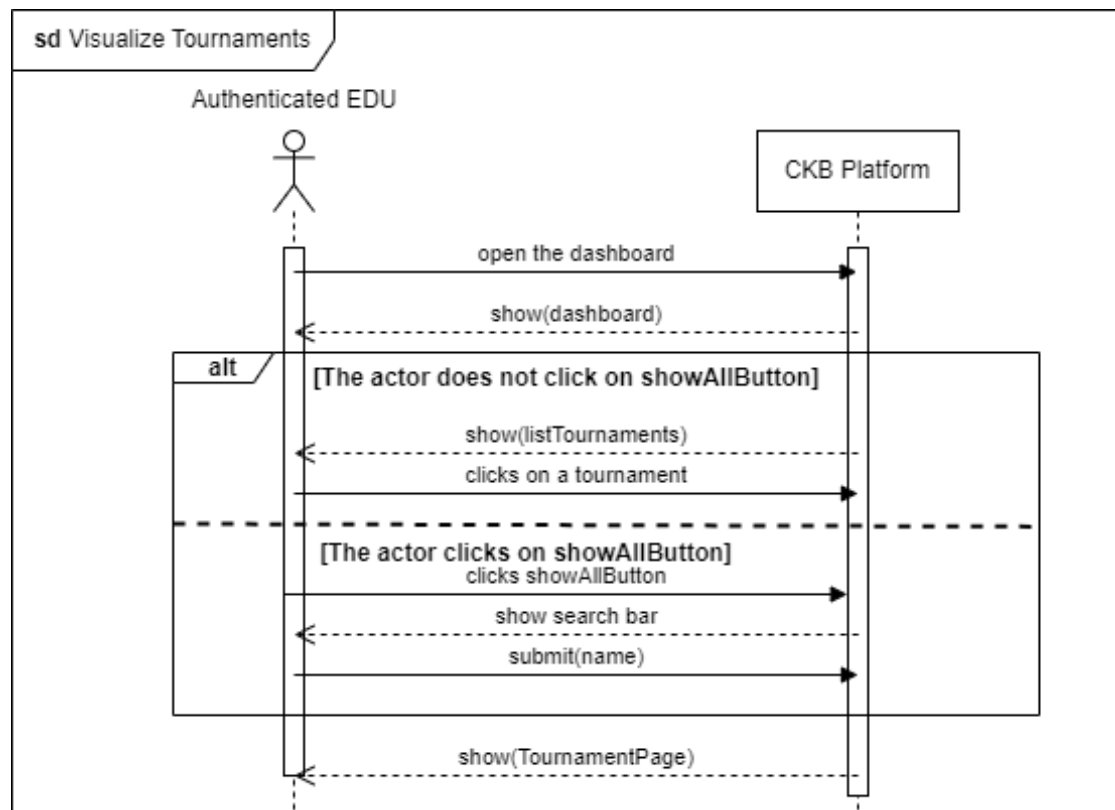 sd Visualize Tournaments
Authenticated EDU
CKB Platform
open the dashboard
show(dashboard)
alt
[The actor does not click on showAllButton]
show(listTournaments)
clicks on a tournament
[The actor clicks on showAllButton]
clicks showAllButton
show search bar
submit(name)
show(TournamentPage)